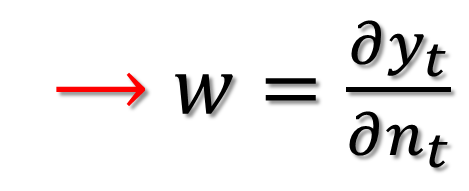 → w = ∂y_t / ∂n_t